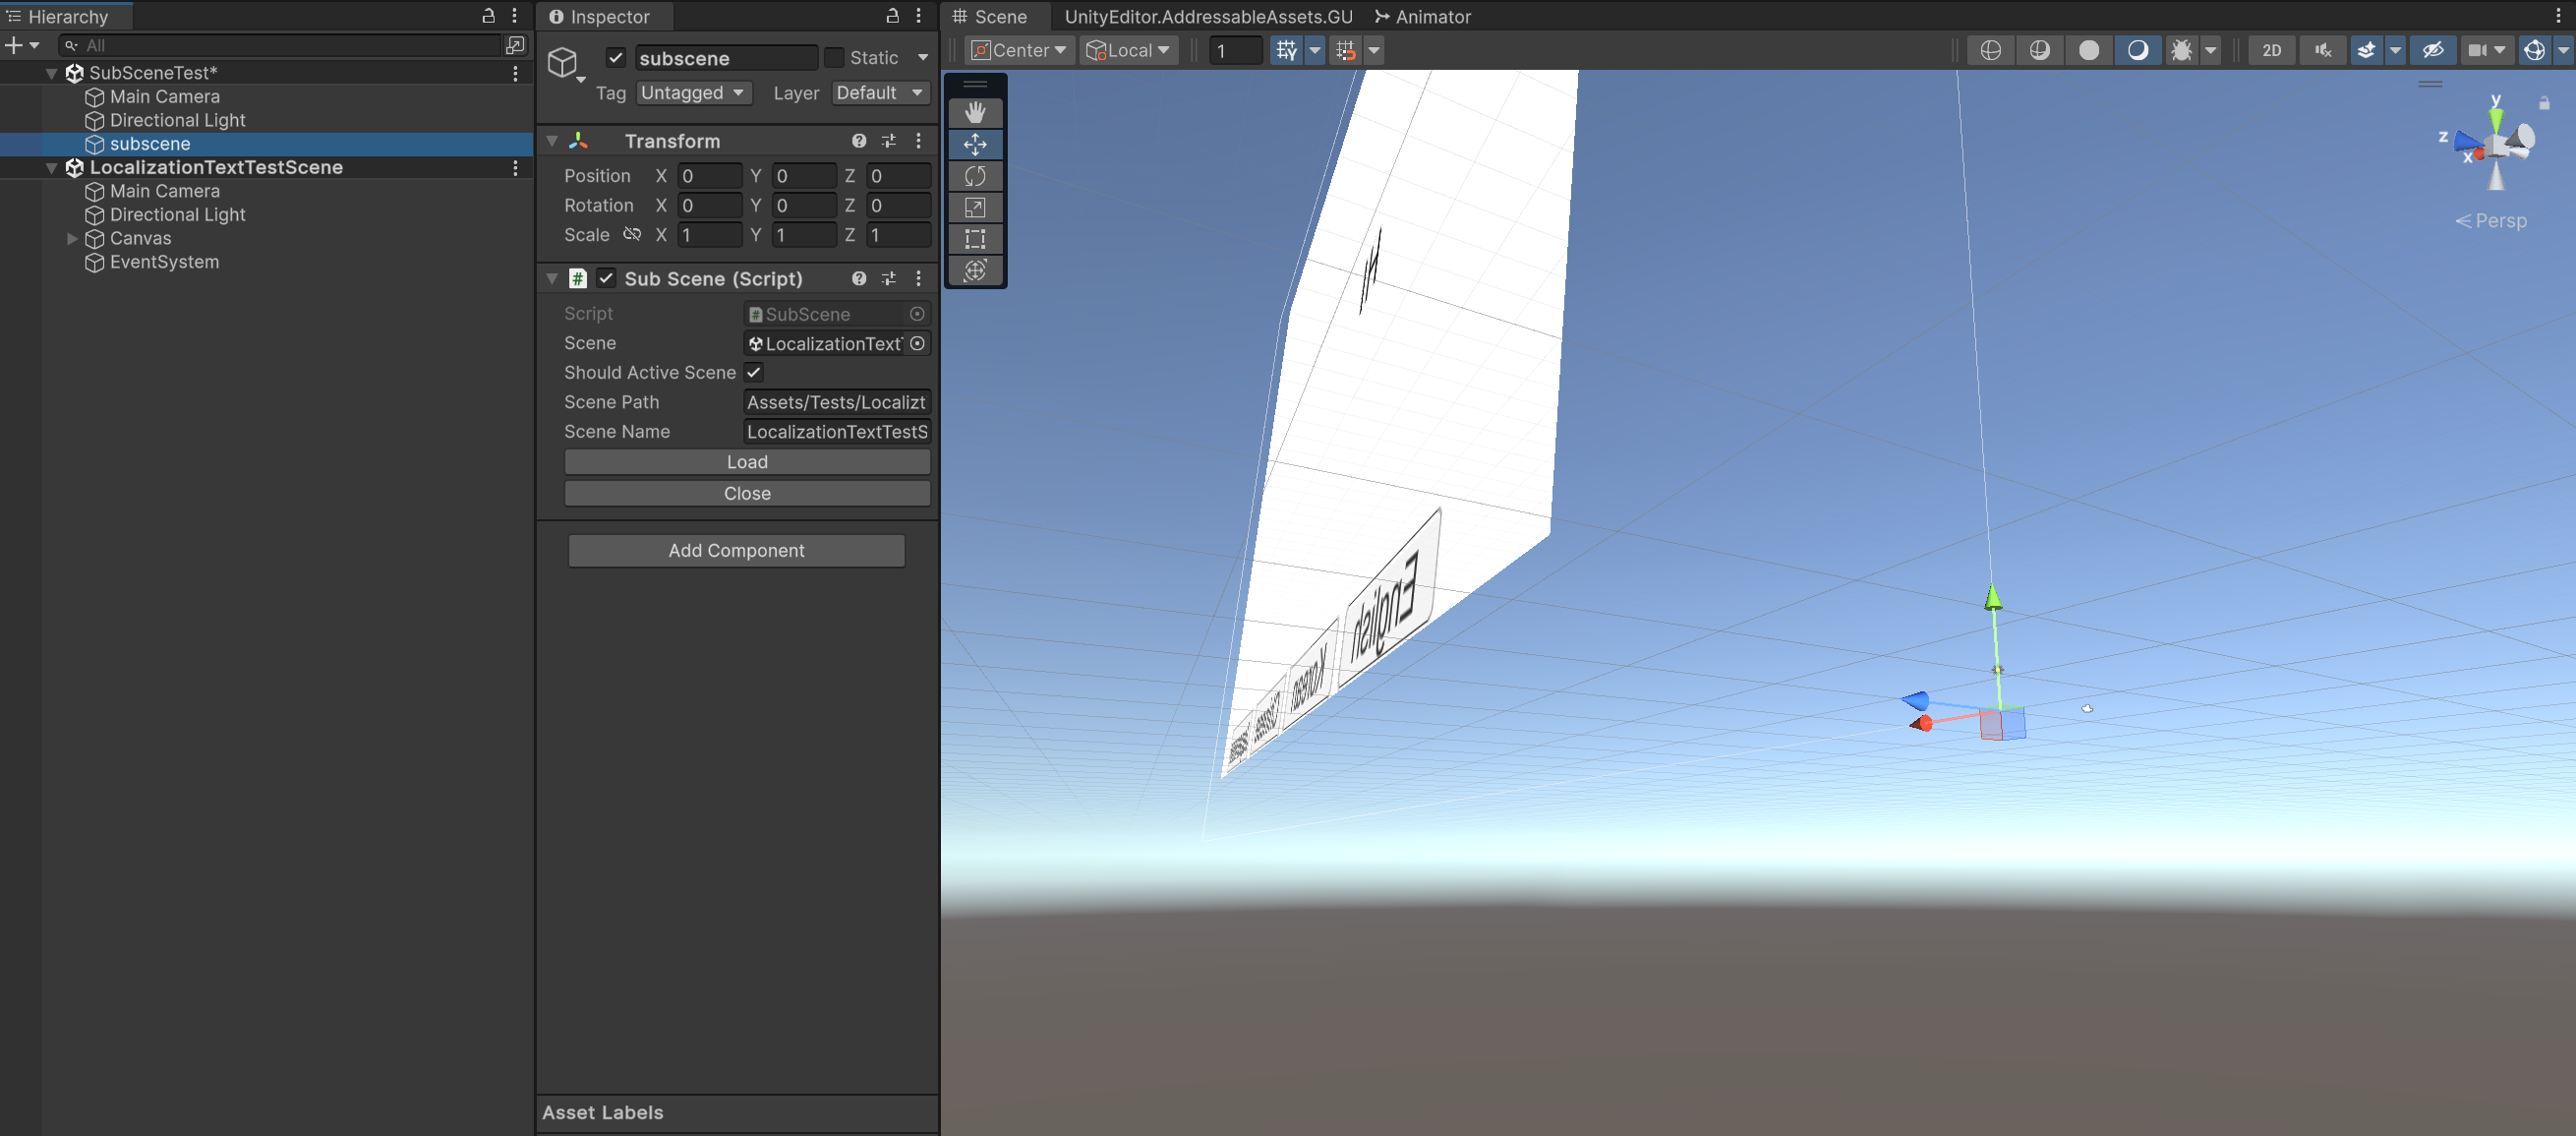 Hierarchy
All
SubSceneTest*
Main Camera
Directional Light
subscene
LocalizationTextTestScene
Main Camera
Directional Light
Canvas
EventSystem
Inspector
subscene
Static
Tag Untagged Layer Default
Transform
Position X 0 Y 0 Z 0
Rotation X 0 Y 0 Z 0
Scale X 1 Y 1 Z 1
Sub Scene (Script)
Script SubScene
Scene LocalizationText
Should Active Scene
Scene Path Assets/Tests/Localizt
Scene Name LocalizationTextTestS
Load
Close
Add Component
Asset Labels
Scene UnityEditor.AddressableAssets.GU Animator
Center Local 1 2D
y
z
x
Persp
Hi
English
Korean